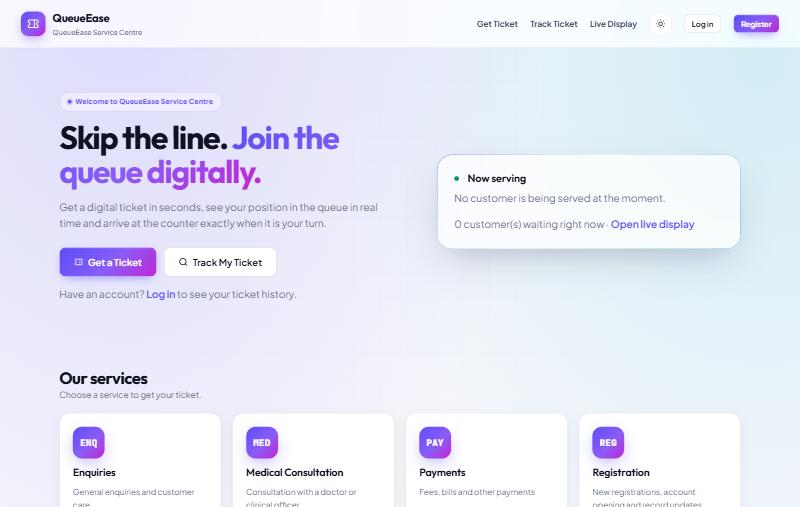 QueueEase
QueueEase Service Centre
Get Ticket
Track Ticket
Live Display
Log in
Register
Welcome to QueueEase Service Centre
Skip the line. Join the
queue digitally.
Get a digital ticket in seconds, see your position in the queue in real
time and arrive at the counter exactly when it is your turn.
Get a Ticket
Track My Ticket
Have an account? Log in to see your ticket history.
Now serving
No customer is being served at the moment.
0 customer(s) waiting right now · Open live display
Our services
Choose a service to get your ticket.
ENQ
Enquiries
General enquiries and customer
care
MED
Medical Consultation
Consultation with a doctor or
clinical officer
PAY
Payments
Fees, bills and other payments
REG
Registration
New registrations, account
opening and record updates